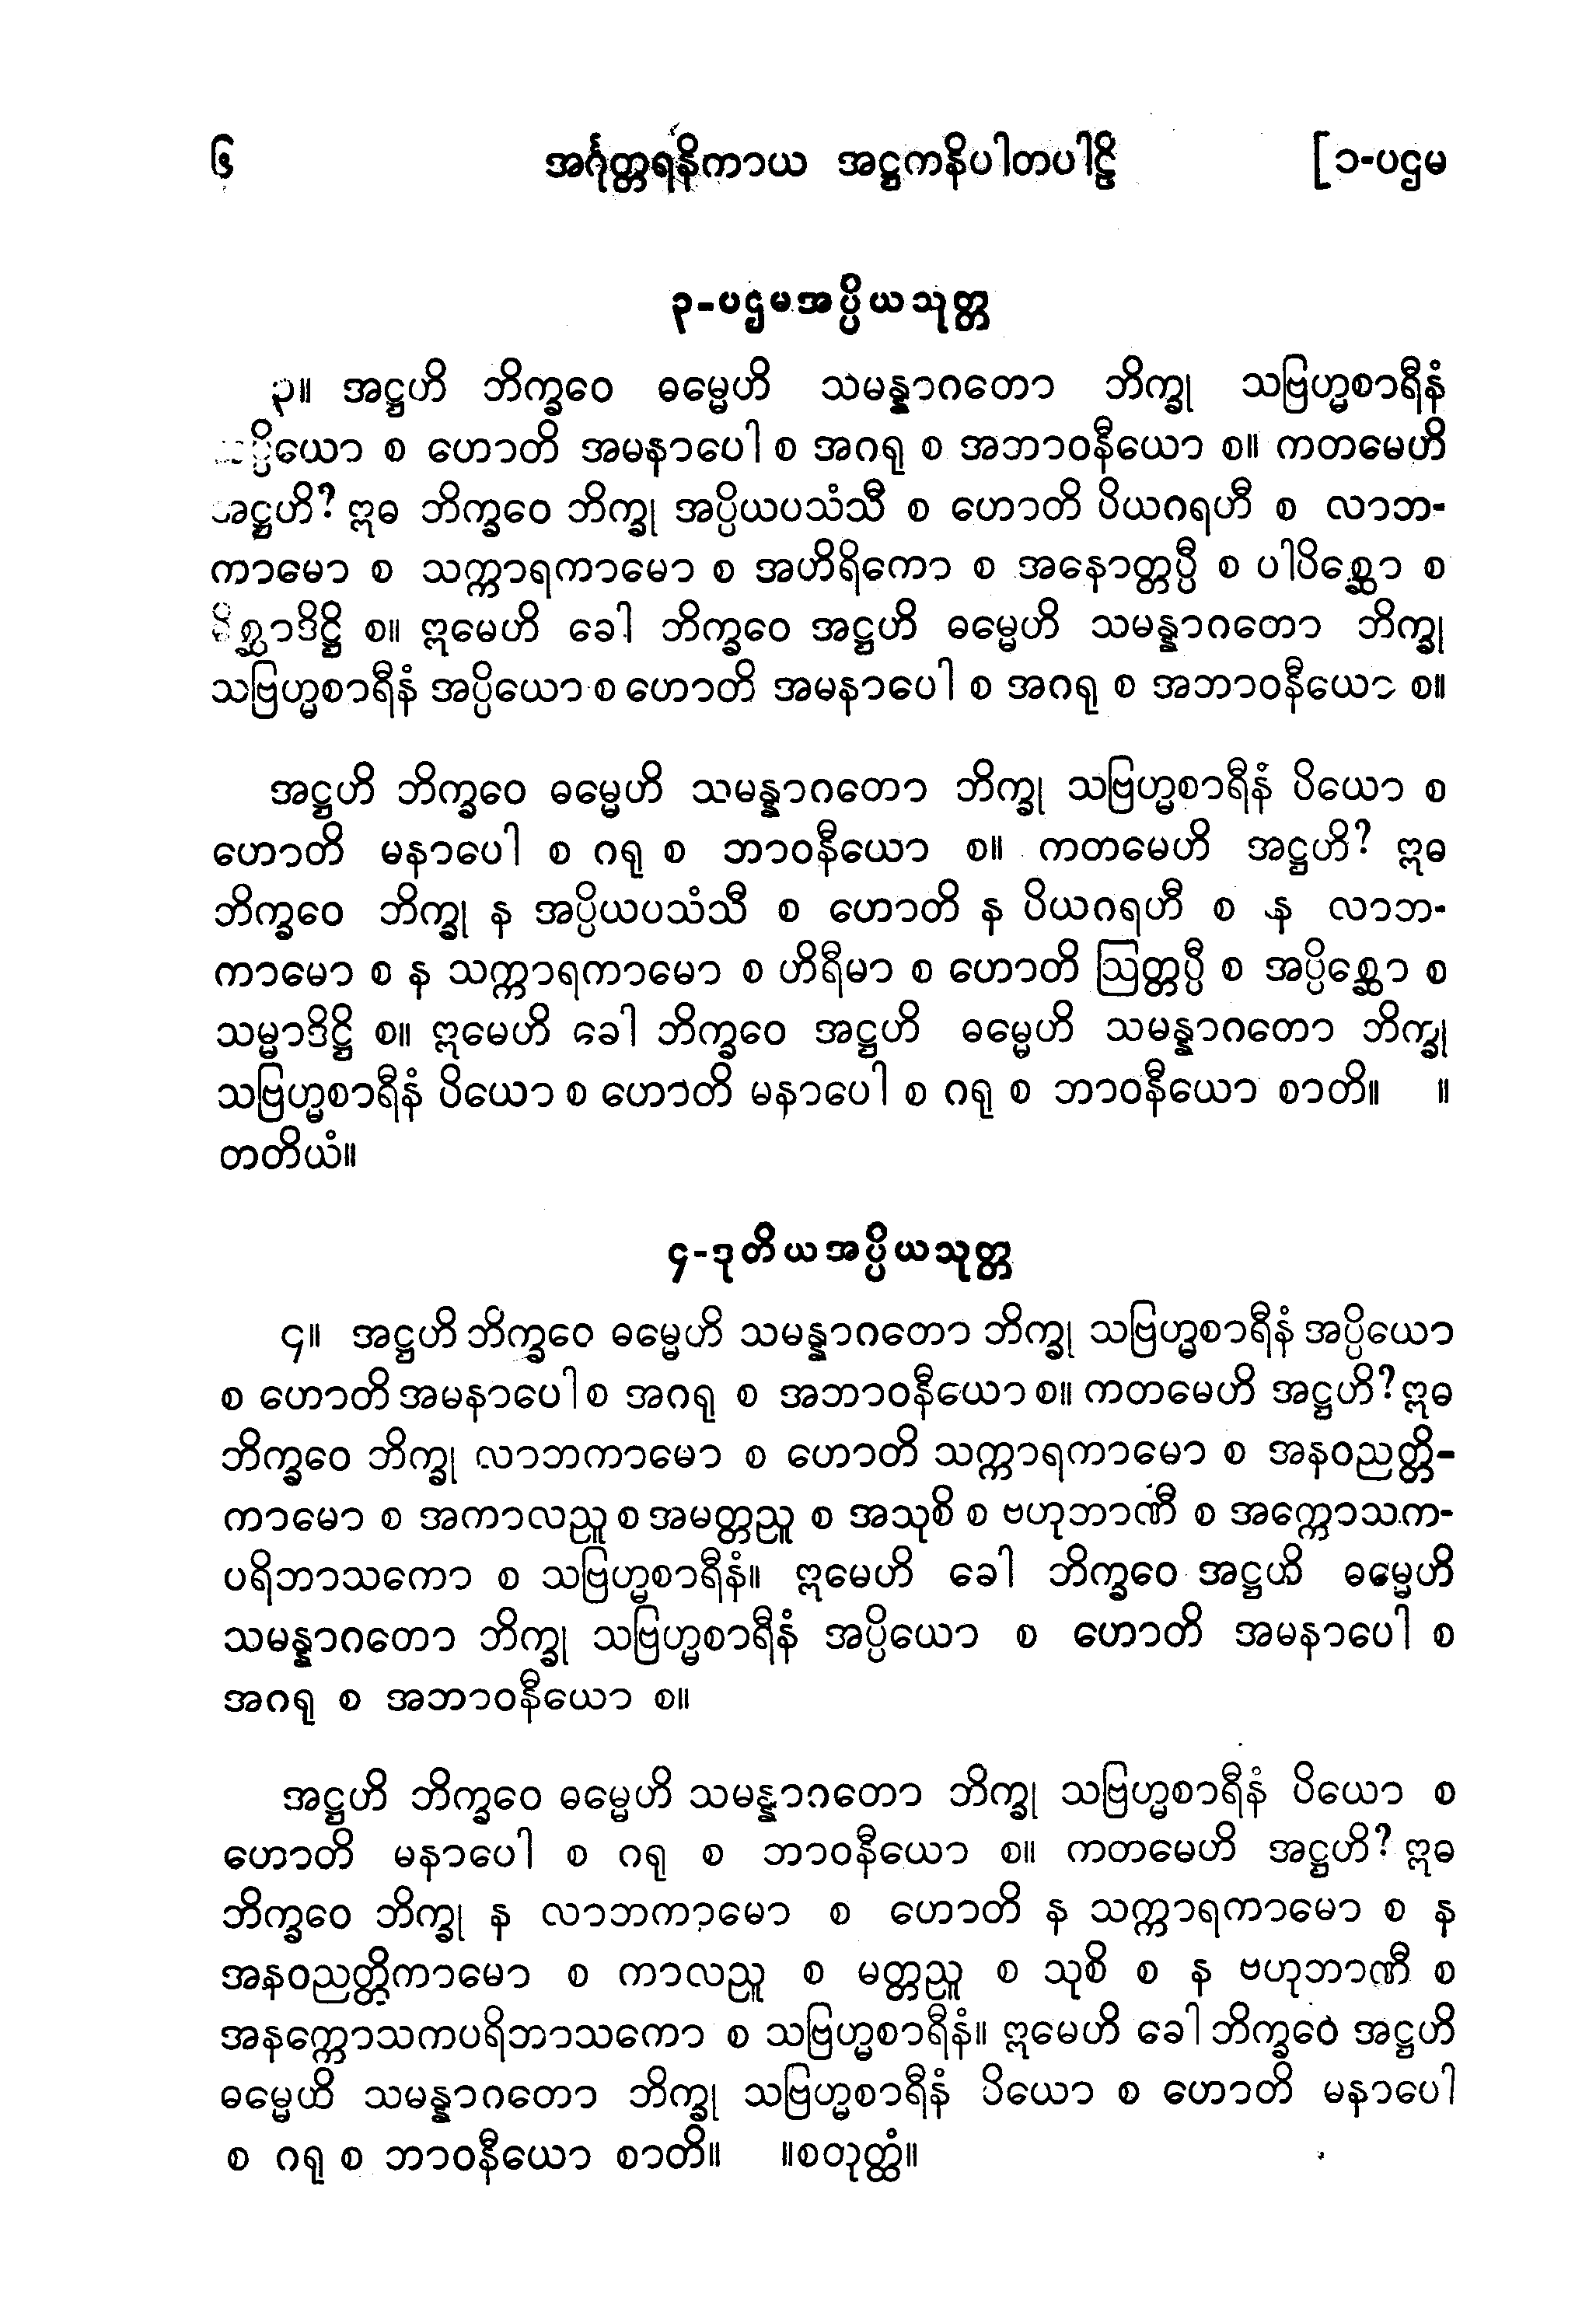 ၆ အင်္ဂုတ္တရနိကာယ အဋ္ဌကနိပါတပါဠိ [၁-ပဌမ
၃-ပဌမအပ္ပိယသုတ္တ
၃။ အဋ္ဌဟိ ဘိက္ခဝေ ဓမ္မေဟိ သမန္နာဂတော ဘိက္ခု သဗြဟ္မစာရီနံ
အပ္ပိယော စ ဟောတိ အမနာပေါ စ အဂရု စ အဘာဝနီယော စ။ ကတမေဟိ
အဋ္ဌဟိ? ဣဓ ဘိက္ခဝေ ဘိက္ခု အပ္ပိယပသံသီ စ ဟောတိ ပိယဂရဟီ စ လာဘ-
ကာမော စ သက္ကာရကာမော စ အဟိရိကော စ အနောတ္တပ္ပီ စ ပါပိစ္ဆော စ
မိစ္ဆာဒိဋ္ဌိ စ။ ဣမေဟိ ခေါ ဘိက္ခဝေ အဋ္ဌဟိ ဓမ္မေဟိ သမန္နာဂတော ဘိက္ခု
သဗြဟ္မစာရီနံ အပ္ပိယော စ ဟောတိ အမနာပေါ စ အဂရု စ အဘာဝနီယော စ။
အဋ္ဌဟိ ဘိက္ခဝေ ဓမ္မေဟိ သမန္နာဂတော ဘိက္ခု သဗြဟ္မစာရီနံ ပိယော စ
ဟောတိ မနာပေါ စ ဂရု စ ဘာဝနီယော စ။ ကတမေဟိ အဋ္ဌဟိ? ဣဓ
ဘိက္ခဝေ ဘိက္ခု န အပ္ပိယပသံသီ စ ဟောတိ န ပိယဂရဟီ စ န လာဘ-
ကာမော စ န သက္ကာရကာမော စ ဟိရီမာ စ ဟောတိ ဩတ္တပ္ပီ စ အပ္ပိစ္ဆော စ
သမ္မာဒိဋ္ဌိ စ။ ဣမေဟိ ခေါ ဘိက္ခဝေ အဋ္ဌဟိ ဓမ္မေဟိ သမန္နာဂတော ဘိက္ခု
သဗြဟ္မစာရီနံ ပိယော စ ဟောတိ မနာပေါ စ ဂရု စ ဘာဝနီယော စာတိ။ ။
တတိယံ။
၄-ဒုတိယအပ္ပိယသုတ္တ
၄။ အဋ္ဌဟိ ဘိက္ခဝေ ဓမ္မေဟိ သမန္နာဂတော ဘိက္ခု သဗြဟ္မစာရီနံ အပ္ပိယော
စ ဟောတိ အမနာပေါ စ အဂရု စ အဘာဝနီယော စ။ ကတမေဟိ အဋ္ဌဟိ? ဣဓ
ဘိက္ခဝေ ဘိက္ခု လာဘကာမော စ ဟောတိ သက္ကာရကာမော စ အနဝညတ္တိ-
ကာမော စ အကာလညူ စ အမတ္တညူ စ အသုစိ စ ဗဟုဘာဏီ စ အက္ကောသက-
ပရိဘာသကော စ သဗြဟ္မစာရီနံ။ ဣမေဟိ ခေါ ဘိက္ခဝေ အဋ္ဌဟိ ဓမ္မေဟိ
သမန္နာဂတော ဘိက္ခု သဗြဟ္မစာရီနံ အပ္ပိယော စ ဟောတိ အမနာပေါ စ
အဂရု စ အဘာဝနီယော စ။
အဋ္ဌဟိ ဘိက္ခဝေ ဓမ္မေဟိ သမန္နာဂတော ဘိက္ခု သဗြဟ္မစာရီနံ ပိယော စ
ဟောတိ မနာပေါ စ ဂရု စ ဘာဝနီယော စ။ ကတမေဟိ အဋ္ဌဟိ? ဣဓ
ဘိက္ခဝေ ဘိက္ခု န လာဘကာမော စ ဟောတိ န သက္ကာရကာမော စ န
အနဝညတ္တိကာမော စ ကာလညူ စ မတ္တညူ စ သုစိ စ န ဗဟုဘာဏီ စ
အနက္ကောသကပရိဘာသကော စ သဗြဟ္မစာရီနံ။ ဣမေဟိ ခေါ ဘိက္ခဝေ အဋ္ဌဟိ
ဓမ္မေဟိ သမန္နာဂတော ဘိက္ခု သဗြဟ္မစာရီနံ ပိယော စ ဟောတိ မနာပေါ
စ ဂရု စ ဘာဝနီယော စာတိ။ ။စတုတ္ထံ။